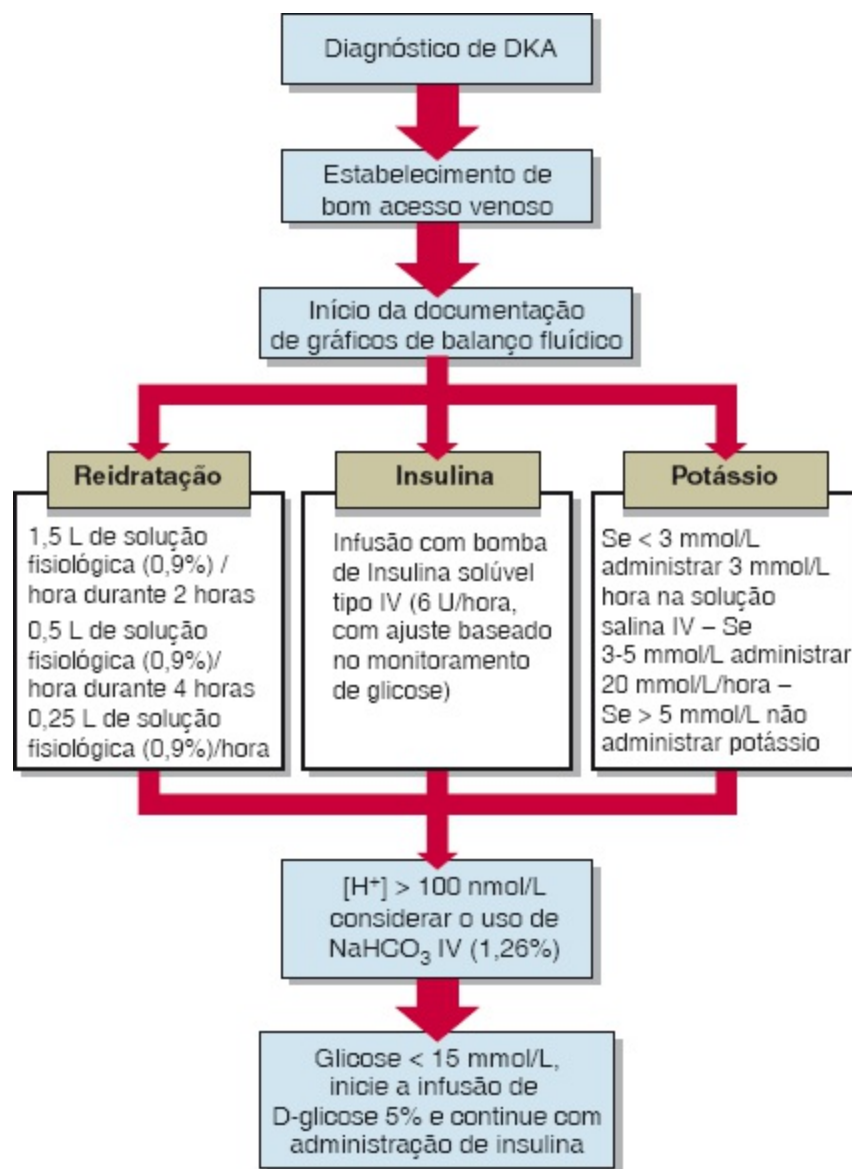 Diagnóstico de DKA
Estabelecimento de
bom acesso venoso
Início da documentação
de gráficos de balanço fluídico
Reidratação
1,5 L de solução
fisiológica (0,9%) /
hora durante 2 horas
0,5 L de solução
fisiológica (0,9%)/
hora durante 4 horas
0,25 L de solução
fisiológica (0,9%)/hora
Insulina
Infusão com bomba
de Insulina solúvel
tipo IV (6 U/hora,
com ajuste baseado
no monitoramento
de glicose)
Potássio
Se < 3 mmol/L
administrar 3 mmol/L
hora na solução
salina IV – Se
3-5 mmol/L administrar
20 mmol/L/hora –
Se > 5 mmol/L não
administrar potássio
[H⁺] > 100 nmol/L
considerar o uso de
NaHCO₃ IV (1,26%)
Glicose < 15 mmol/L,
inicie a infusão de
D-glicose 5% e continue com
administração de insulina